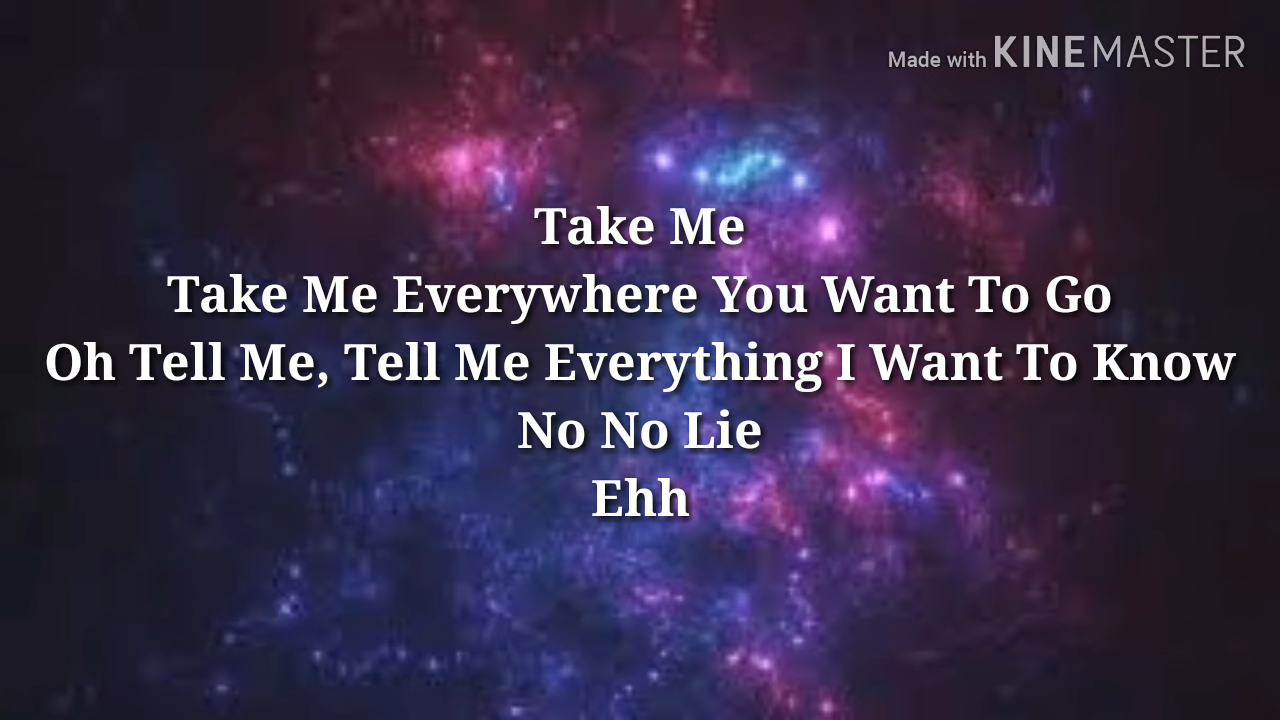 Made with KINEMASTER
Take Me
Take Me Everywhere You Want To Go
Oh Tell Me, Tell Me Everything I Want To Know
No No Lie
Ehh